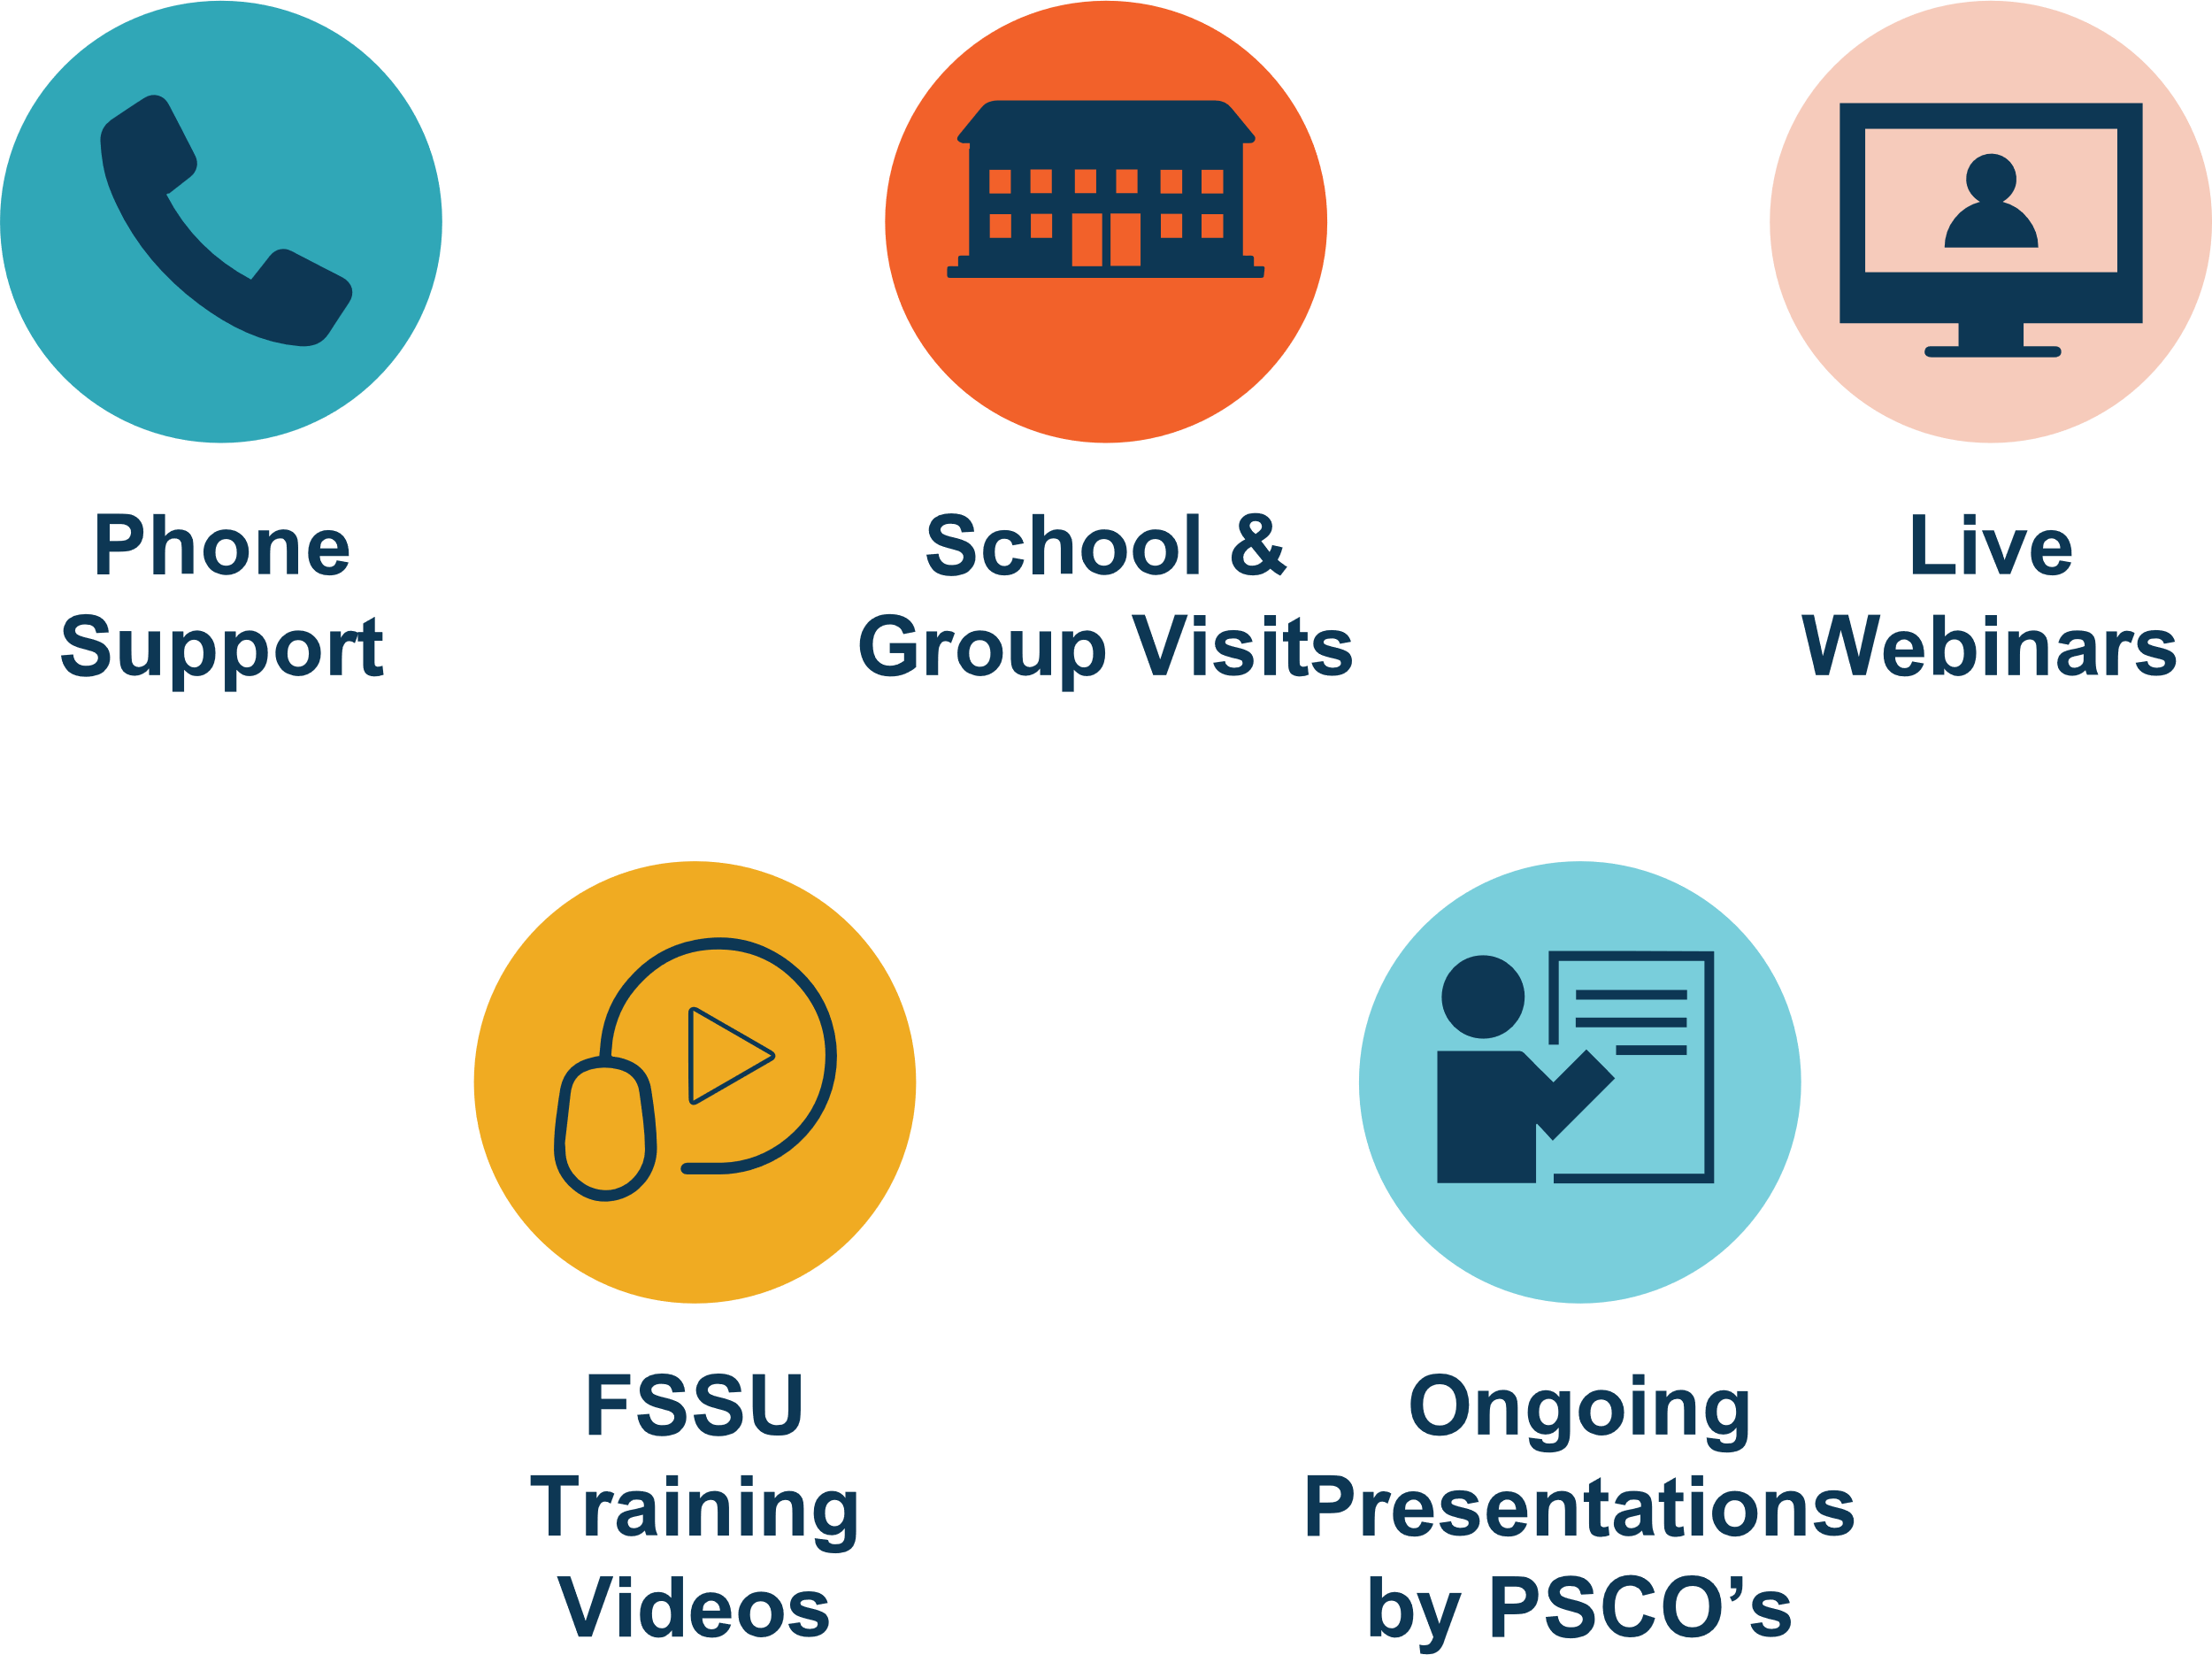 Phone
Support
School &
Group Visits
Live
Webinars
FSSU
Training
Videos
Ongoing
Presentations
by PSCO’s